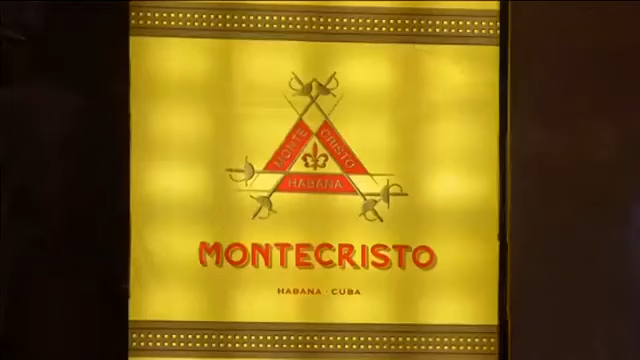 MONTE CRISTO
HABANA
MONTECRISTO
HABANA · CUBA